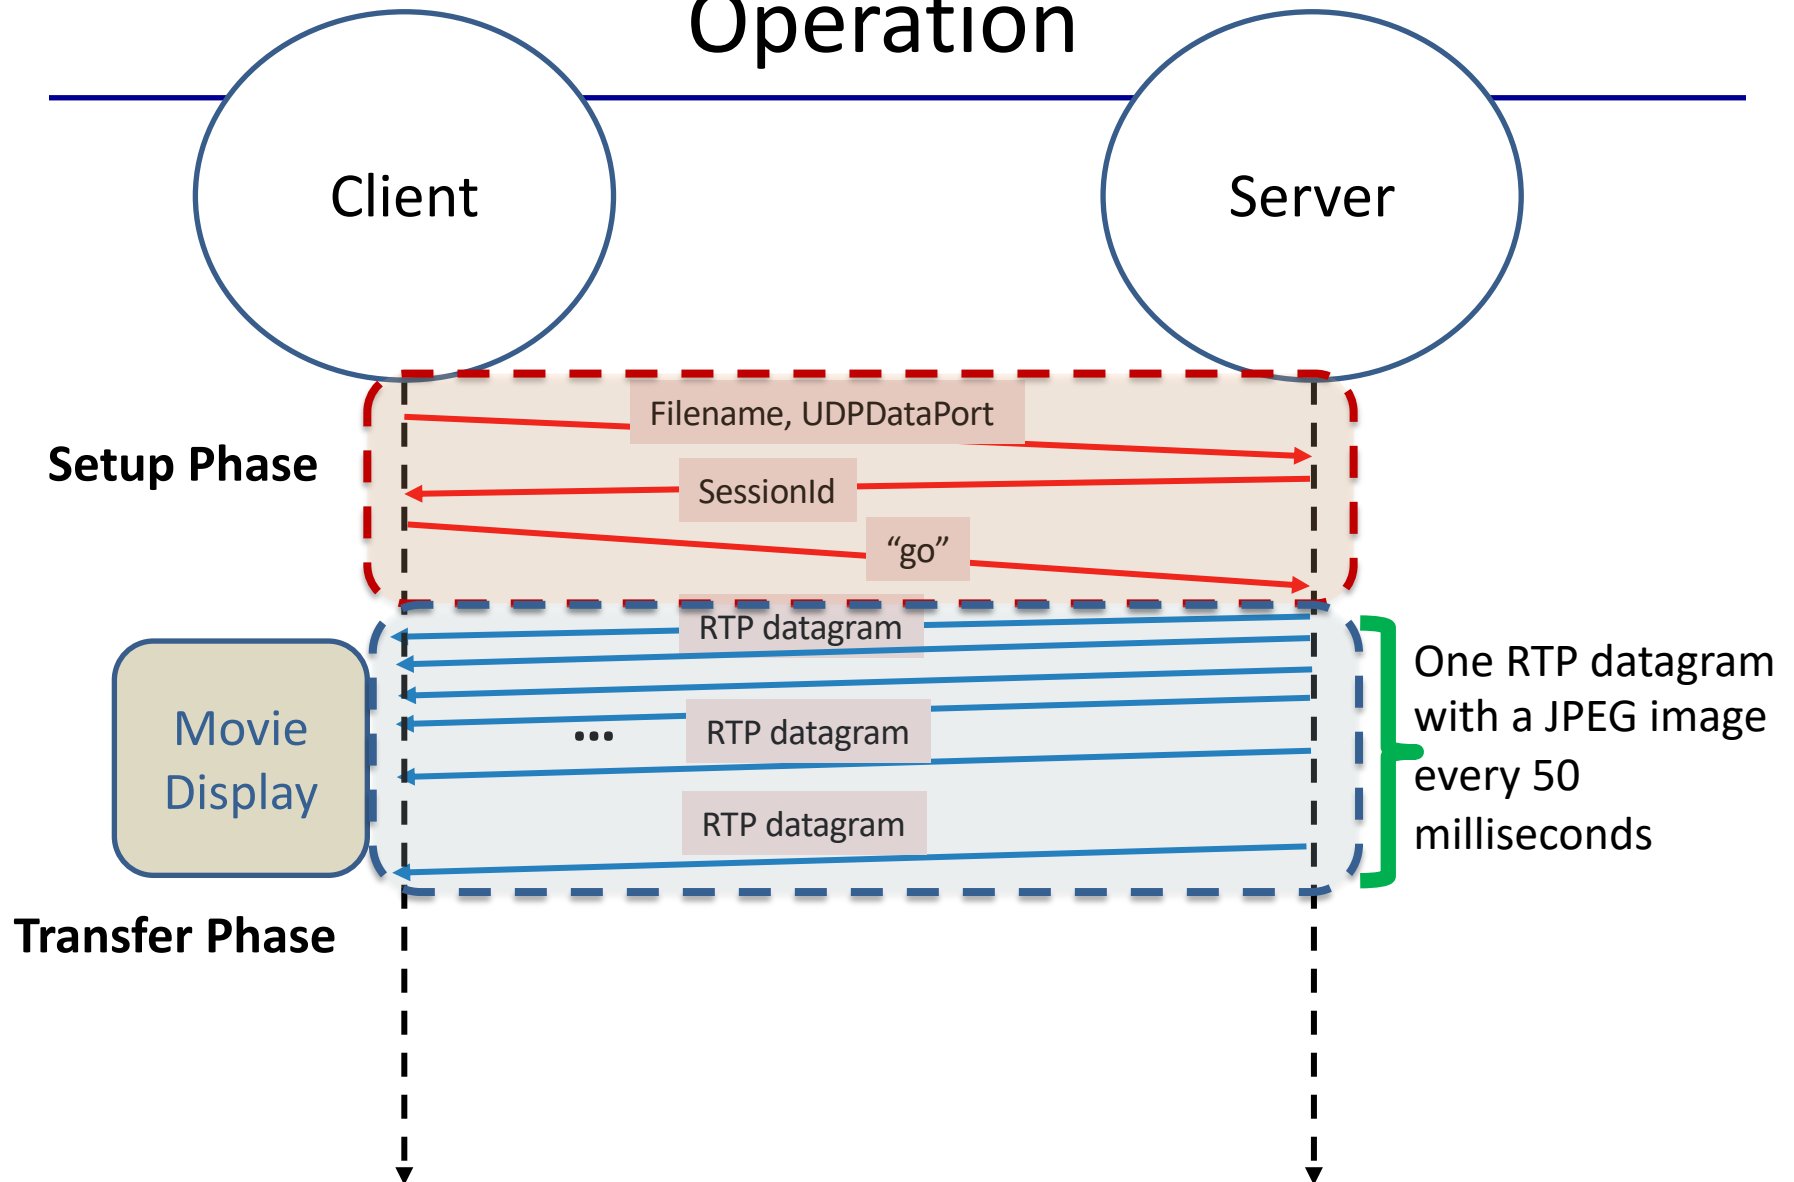 Operation
Client
Server
Filename, UDPDataPort
Setup Phase
SessionId
“go”
RTP datagram
One RTP datagram
with a JPEG image
every 50
milliseconds
Movie
Display
...
RTP datagram
RTP datagram
Transfer Phase